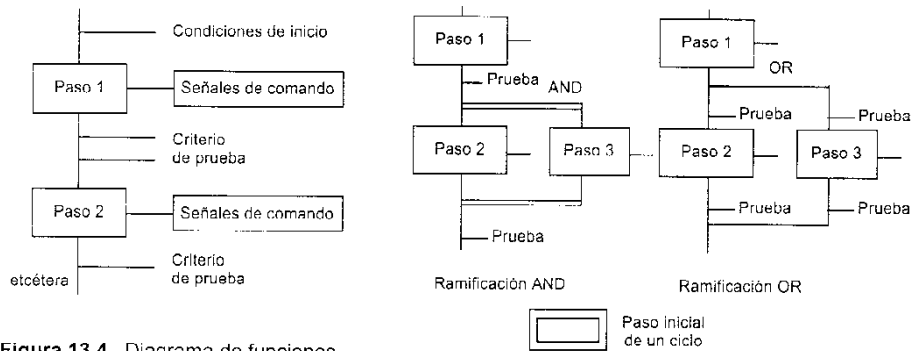 Condiciones de inicio
Paso 1
Señales de comando
Criterio
de prueba
Paso 2
Señales de comando
etcétera
Criterio
de prueba
Paso 1
Prueba
AND
Paso 2
Paso 3
Prueba
Ramificación AND
Paso 1
OR
Prueba
Prueba
Paso 2
Paso 3
Prueba
Prueba
Ramificación OR
Paso inicial
de un ciclo
Figura 13.4 Diagrama de funciones